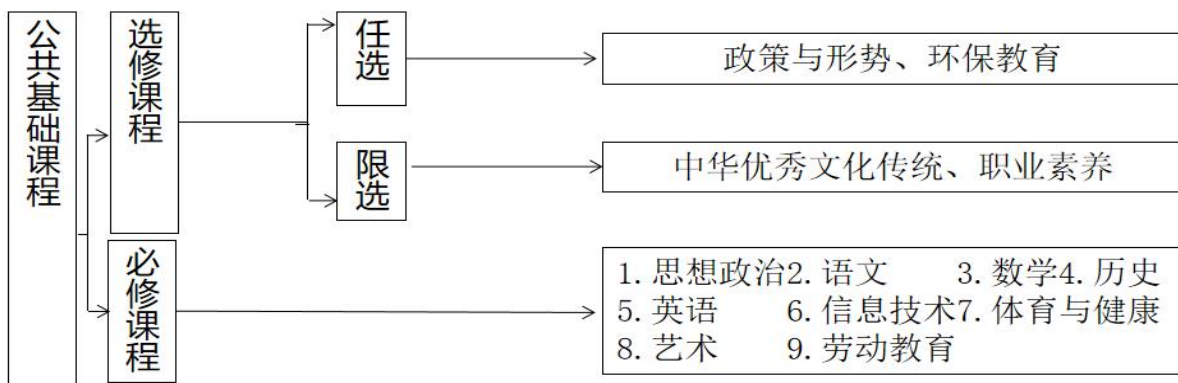 公共基础课程
选修课程
任选
政策与形势、环保教育
限选
中华优秀文化传统、职业素养
必修课程
1.思想政治2.语文 3.数学4.历史
5.英语 6.信息技术7.体育与健康
8.艺术 9.劳动教育